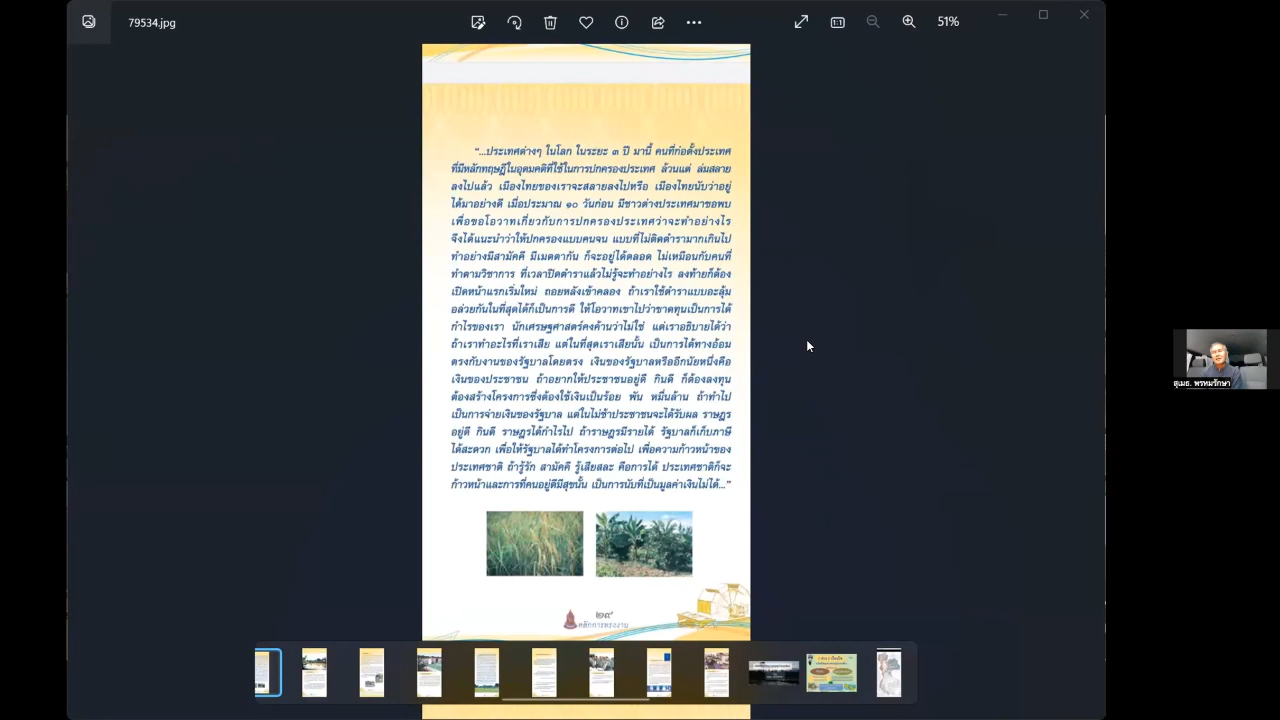 79534.jpg
51%
“...ประเทศต่างๆ ในโลก ในระยะ ๓ ปี มานี้ คนที่ก่อตั้งประเทศ
ที่มีหลักทฤษฎีในอุดมคติที่ใช้ในการปกครองประเทศ ล้วนแต่ ล่มสลาย
ลงไปแล้ว เมืองไทยของเราจะสลายลงไปหรือ เมืองไทยนับว่าอยู่
ได้มาอย่างดี เมื่อประมาณ ๑๐ วันก่อน มีชาวต่างประเทศมาขอพบ
เพื่อขอโอวาทเกี่ยวกับการปกครองประเทศว่าจะทำอย่างไร
จึงได้แนะนำว่าให้ปกครองแบบคนจน แบบที่ไม่ติดตำรามากเกินไป
ทำอย่างมีสามัคคี มีเมตตากัน ก็จะอยู่ได้ตลอด ไม่เหมือนกับคนที่
ทำตามวิชาการ ที่เวลาปิดตำราแล้วไม่รู้จะทำอย่างไร ลงท้ายก็ต้อง
เปิดหน้าแรกเริ่มใหม่ ถอยหลังเข้าคลอง ถ้าเราใช้ตำราแบบอะลุ้ม
อล่วยกันในที่สุดได้ก็เป็นการดี ให้โอวาทเขาไปว่าขาดทุนเป็นการได้
กำไรของเรา นักเศรษฐศาสตร์คงค้านว่าไม่ใช่ แต่เราอธิบายได้ว่า
ถ้าเราทำอะไรที่เราเสีย แต่ในที่สุดเราเสียนั้น เป็นการได้ทางอ้อม
ตรงกับงานของรัฐบาลโดยตรง เงินของรัฐบาลหรืออีกนัยหนึ่งคือ
เงินของประชาชน ถ้าอยากให้ประชาชนอยู่ดี กินดี ก็ต้องลงทุน
ต้องสร้างโครงการซึ่งต้องใช้เงินเป็นร้อย พัน หมื่นล้าน ถ้าทำไป
เป็นการจ่ายเงินของรัฐบาล แต่ในไม่ช้าประชาชนจะได้รับผล ราษฎร
อยู่ดี กินดี ราษฎรได้กำไรไป ถ้าราษฎรมีรายได้ รัฐบาลก็เก็บภาษี
ได้สะดวก เพื่อให้รัฐบาลได้ทำโครงการต่อไป เพื่อความก้าวหน้าของ
ประเทศชาติ ถ้ารู้รัก สามัคคี รู้เสียสละ คือการได้ ประเทศชาติก็จะ
ก้าวหน้าและการที่คนอยู่ดีมีสุขนั้น เป็นการนับที่เป็นมูลค่าเงินไม่ได้...”
๒๙
หลักการทรงงาน
สุเมธ. พรหมรักษา